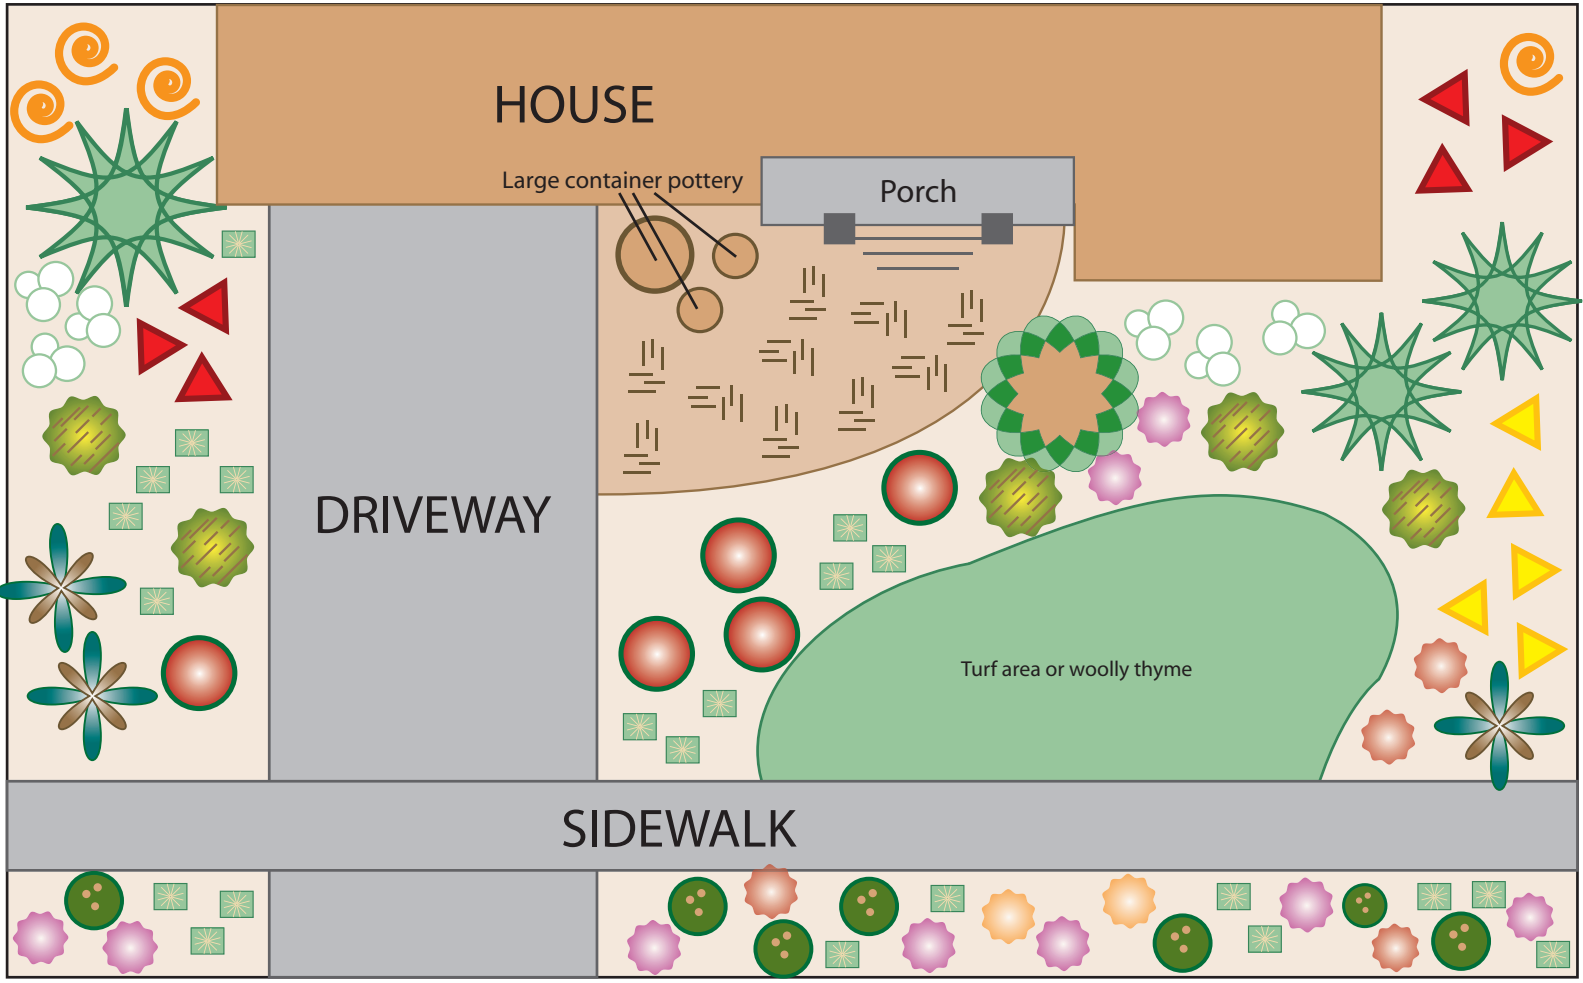 HOUSE
Large container pottery
Porch
DRIVEWAY
Turf area or woolly thyme
SIDEWALK